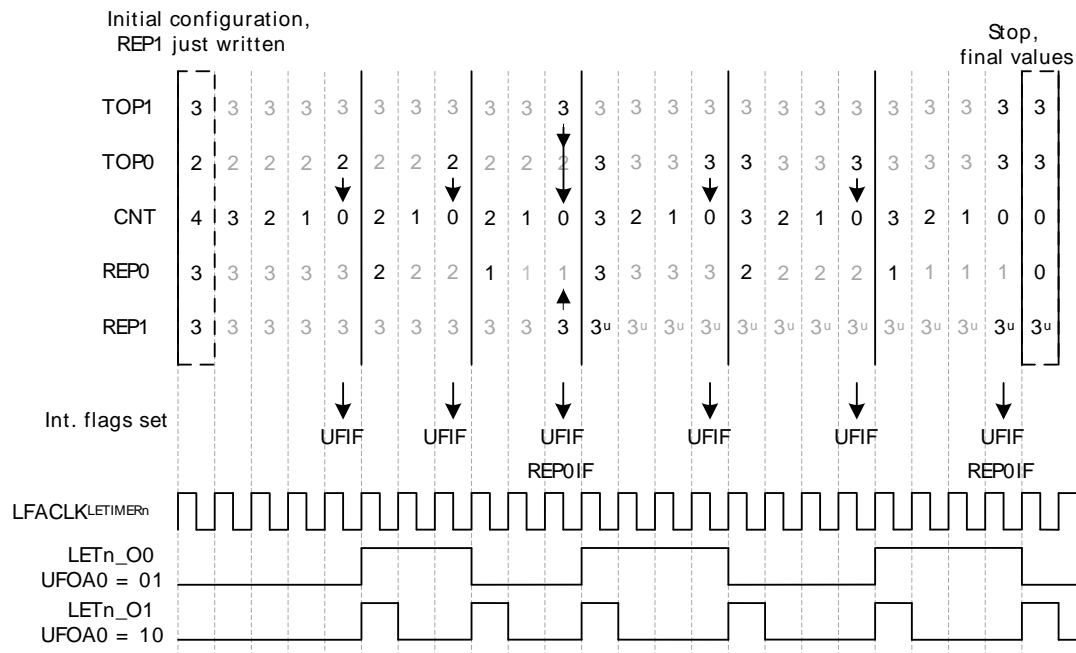 Initial configuration,
REP1 just written
Stop,
final values
TOP1 3 3 3 3 3 3 3 3 3 3 3 3 3 3 3 3 3 3 3 3 3 3 3 3
TOP0 2 2 2 2 2 2 2 2 2 2 2 3 3 3 3 3 3 3 3 3 3 3 3 3
CNT 4 3 2 1 0 2 1 0 2 1 0 3 2 1 0 3 2 1 0 3 2 1 0 0
REP0 3 3 3 3 3 2 2 2 1 1 1 3 3 3 3 2 2 2 2 1 1 1 1 0
REP1 3 3 3 3 3 3 3 3 3 3 3 3u 3u 3u 3u 3u 3u 3u 3u 3u 3u 3u 3u 3u
Int. flags set
UFIF UFIF UFIF UFIF UFIF UFIF
REP0IF REP0IF
LFACLKLETIMERn
LETn_O0
UFOA0 = 01
LETn_O1
UFOA0 = 10